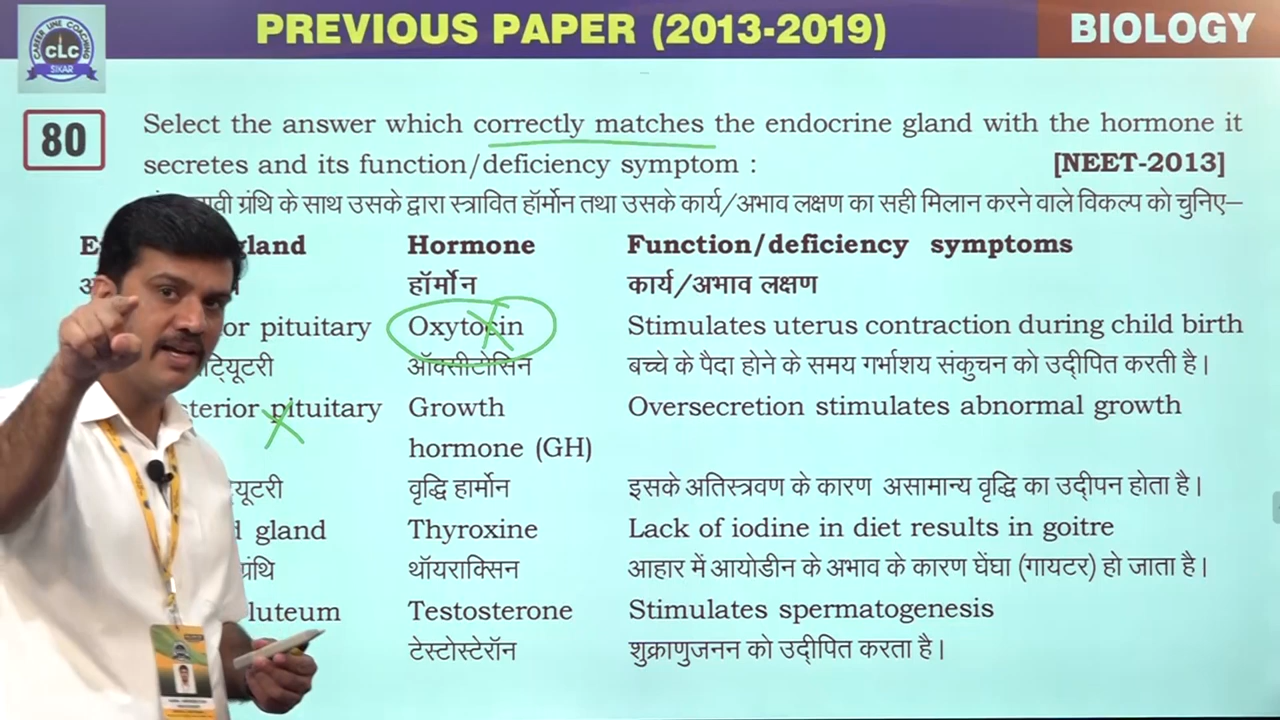 PREVIOUS PAPER (2013-2019)
BIOLOGY
CAREER LINE COACHING
CLC
SIKAR
80
Select the answer which correctly matches the endocrine gland with the hormone it
secretes and its function/deficiency symptom : [NEET-2013]
ग्रंथि के साथ उसके द्वारा स्त्रावित हॉर्मोन तथा उसके कार्य/अभाव लक्षण का सही मिलान करने वाले विकल्प को चुनिए–
Hormone Function/deficiency symptoms
हॉर्मोन कार्य/अभाव लक्षण
pituitary Oxytocin Stimulates uterus contraction during child birth
ऑक्सीटोसिन बच्चे के पैदा होने के समय गर्भाशय संकुचन को उद्दीपित करती है।
pituitary Growth Oversecretion stimulates abnormal growth
hormone (GH)
वृद्धि हार्मोन इसके अतिस्त्रवण के कारण असामान्य वृद्धि का उद्दीपन होता है।
gland Thyroxine Lack of iodine in diet results in goitre
ग्रंथि थॉयराक्सिन आहार में आयोडीन के अभाव के कारण घेंघा (गायटर) हो जाता है।
luteum Testosterone Stimulates spermatogenesis
टेस्टोस्टेरॉन शुक्राणुजनन को उद्दीपित करता है।